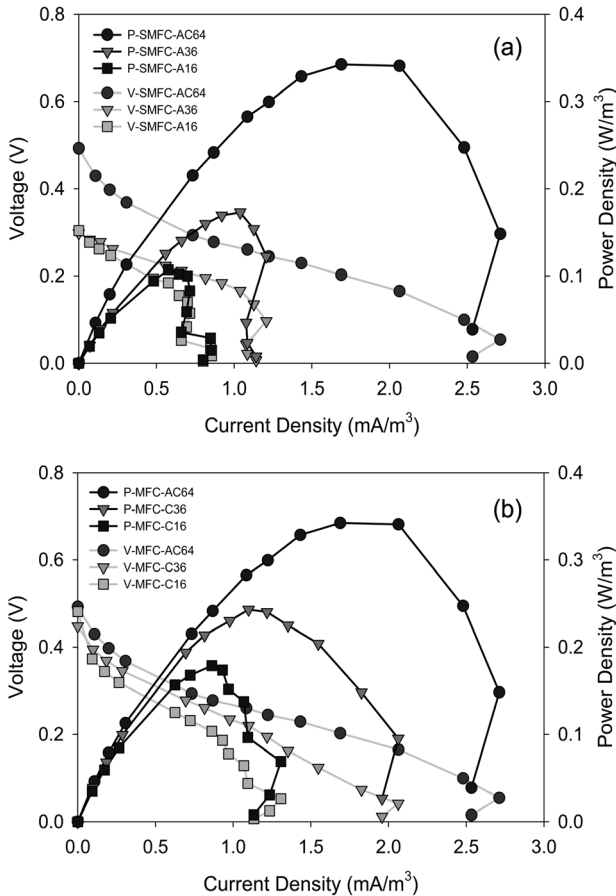 (a)
P-SMFC-AC64
P-SMFC-A36
P-SMFC-A16
V-SMFC-AC64
V-SMFC-A36
V-SMFC-A16
Voltage (V)
0.8
0.6
0.4
0.2
0.0
Power Density (W/m³)
0.4
0.3
0.2
0.1
0.0
0.0 0.5 1.0 1.5 2.0 2.5 3.0
Current Density (mA/m³)
(b)
P-MFC-AC64
P-MFC-C36
P-MFC-C16
V-MFC-AC64
V-MFC-C36
V-MFC-C16
Voltage (V)
0.8
0.6
0.4
0.2
0.0
Power Density (W/m³)
0.4
0.3
0.2
0.1
0.0
0.0 0.5 1.0 1.5 2.0 2.5 3.0
Current Density (mA/m³)